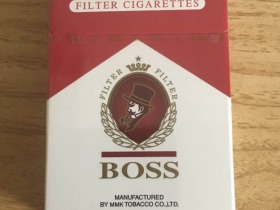 FILTER CIGARETTES
FILTER FILTER
BOSS
MANUFACTURED
BY MMK TOBACCO CO.,LTD.